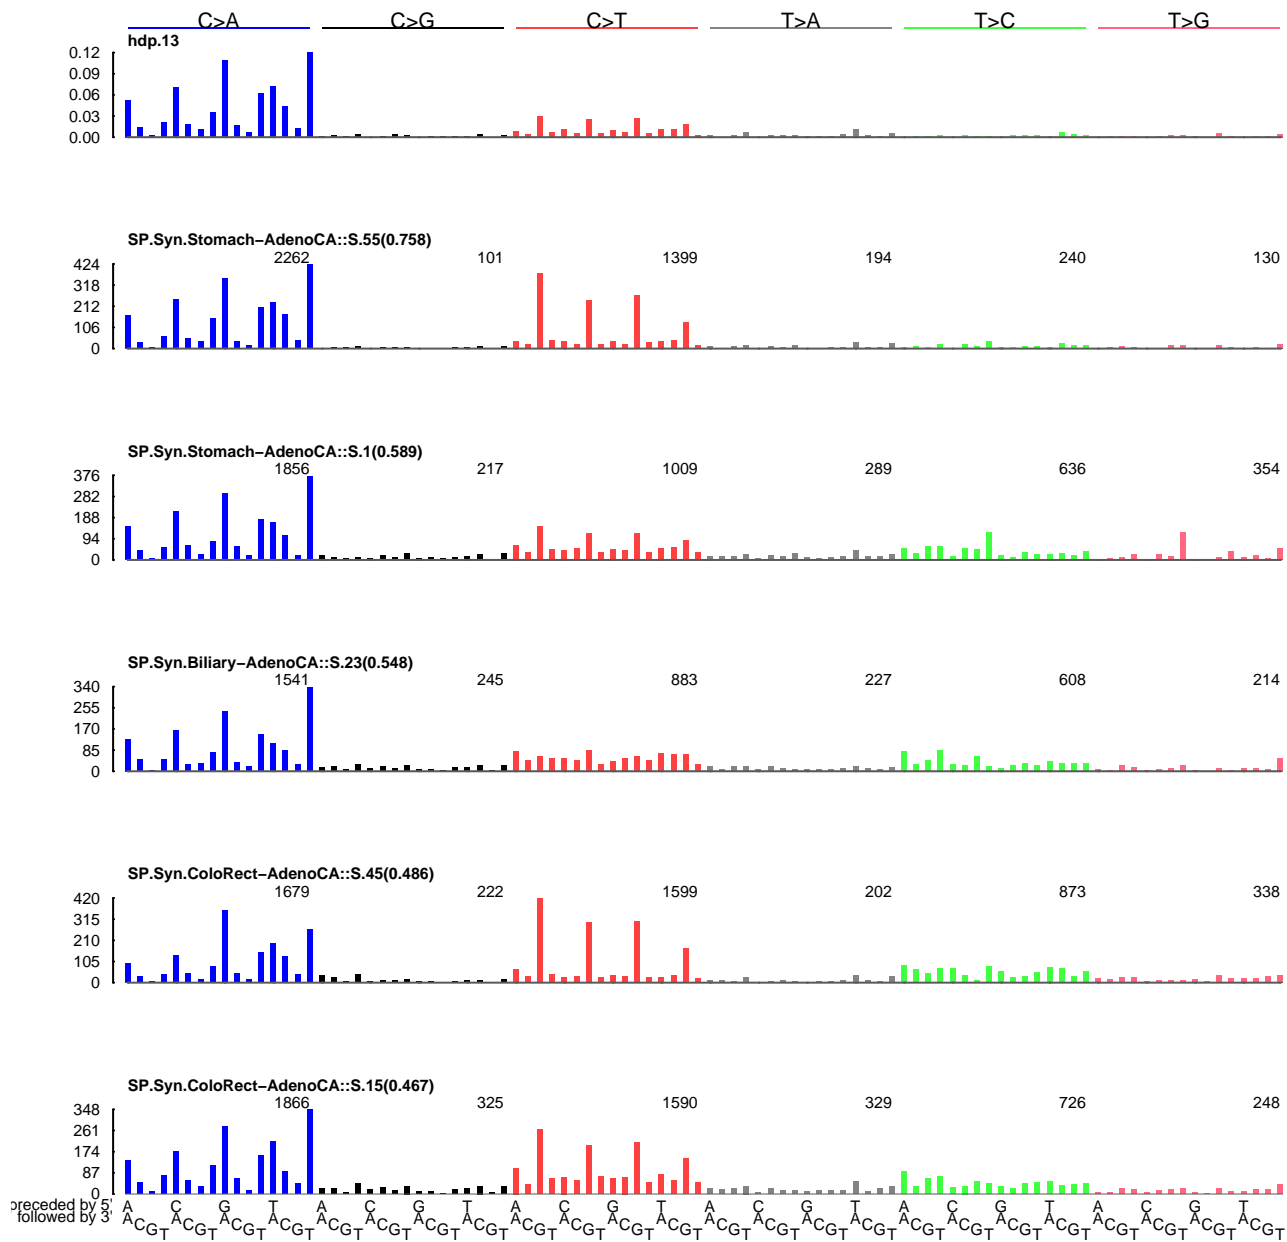 C>A C>G C>T T>A T>C T>G
hdp.13
0.12
0.09
0.06
0.03
0.00
SP.Syn.Stomach−AdenoCA::S.55(0.758)
2262 101 1399 194 240 130
424
318
212
106
0
SP.Syn.Stomach−AdenoCA::S.1(0.589)
1856 217 1009 289 636 354
376
282
188
94
0
SP.Syn.Biliary−AdenoCA::S.23(0.548)
1541 245 883 227 608 214
340
255
170
85
0
SP.Syn.ColoRect−AdenoCA::S.45(0.486)
1679 222 1599 202 873 338
420
315
210
105
0
SP.Syn.ColoRect−AdenoCA::S.15(0.467)
1866 325 1590 329 726 248
348
261
174
87
0
preceded by 5' A C G T A C G T A C G T A C G T A C G T A C G T
followed by 3' A C G T A C G T A C G T A C G T A C G T A C G T A C G T A C G T A C G T A C G T A C G T A C G T A C G T A C G T A C G T A C G T A C G T A C G T A C G T A C G T A C G T A C G T A C G T A C G T